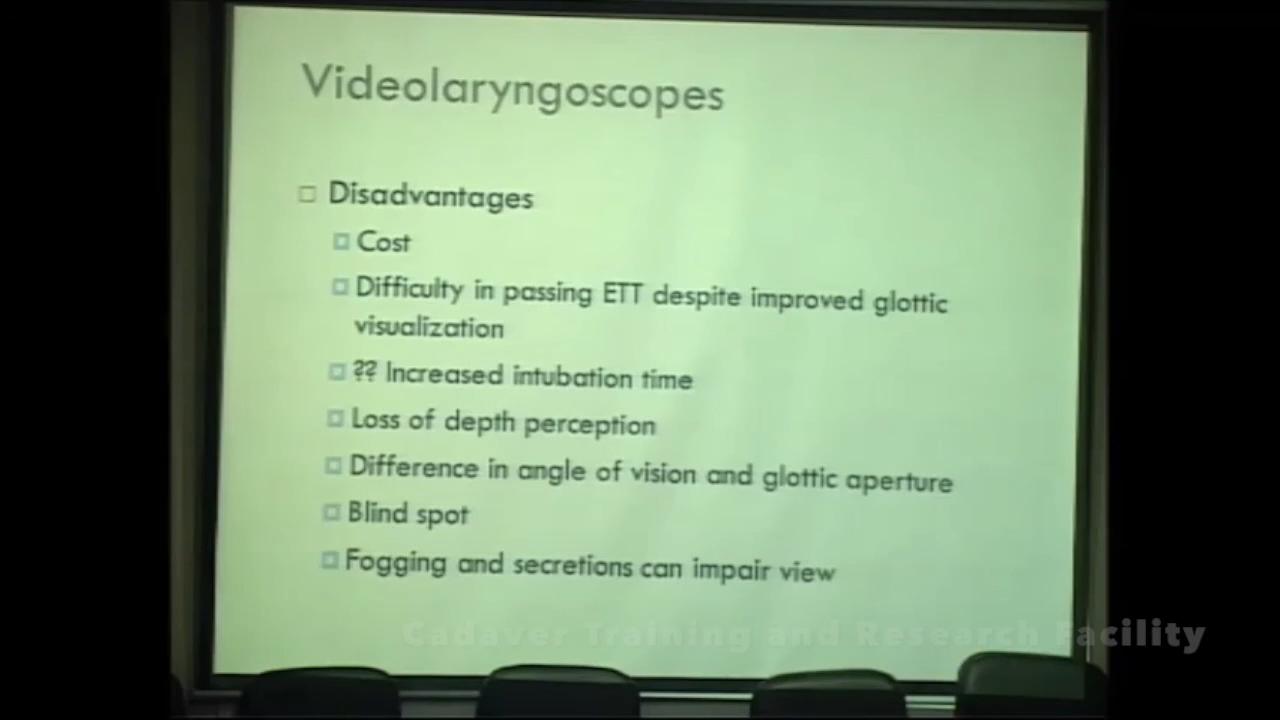 Videolaryngoscopes
Disadvantages
Cost
Difficulty in passing ETT despite improved glottic
visualization
?? Increased intubation time
Loss of depth perception
Difference in angle of vision and glottic aperture
Blind spot
Fogging and secretions can impair view
Cadaver Training and Research Facility